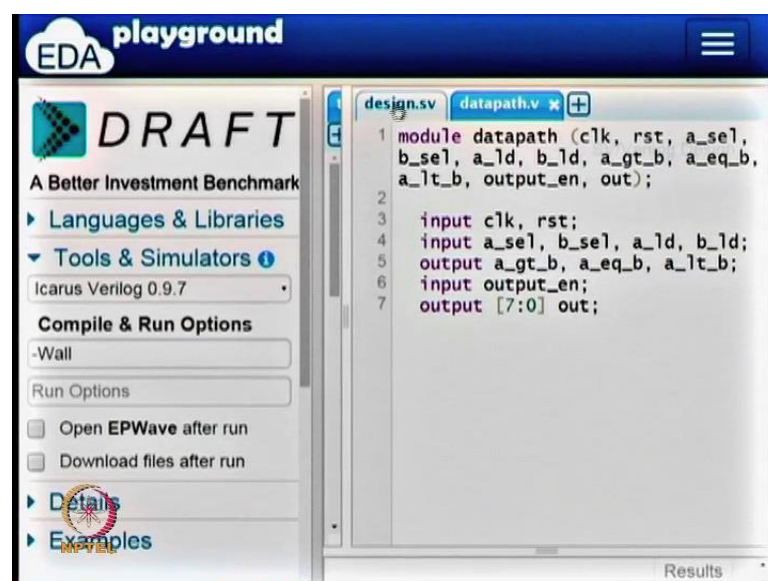 EDA playground
DRAFT
A Better Investment Benchmark
Languages & Libraries
Tools & Simulators
Icarus Verilog 0.9.7
Compile & Run Options
-Wall
Run Options
Open EPWave after run
Download files after run
Details
Examples
NPTEL
design.sv datapath.v x +
1 module datapath (clk, rst, a_sel,
b_sel, a_ld, b_ld, a_gt_b, a_eq_b,
a_lt_b, output_en, out);
2
3 input clk, rst;
4 input a_sel, b_sel, a_ld, b_ld;
5 output a_gt_b, a_eq_b, a_lt_b;
6 input output_en;
7 output [7:0] out;
Results